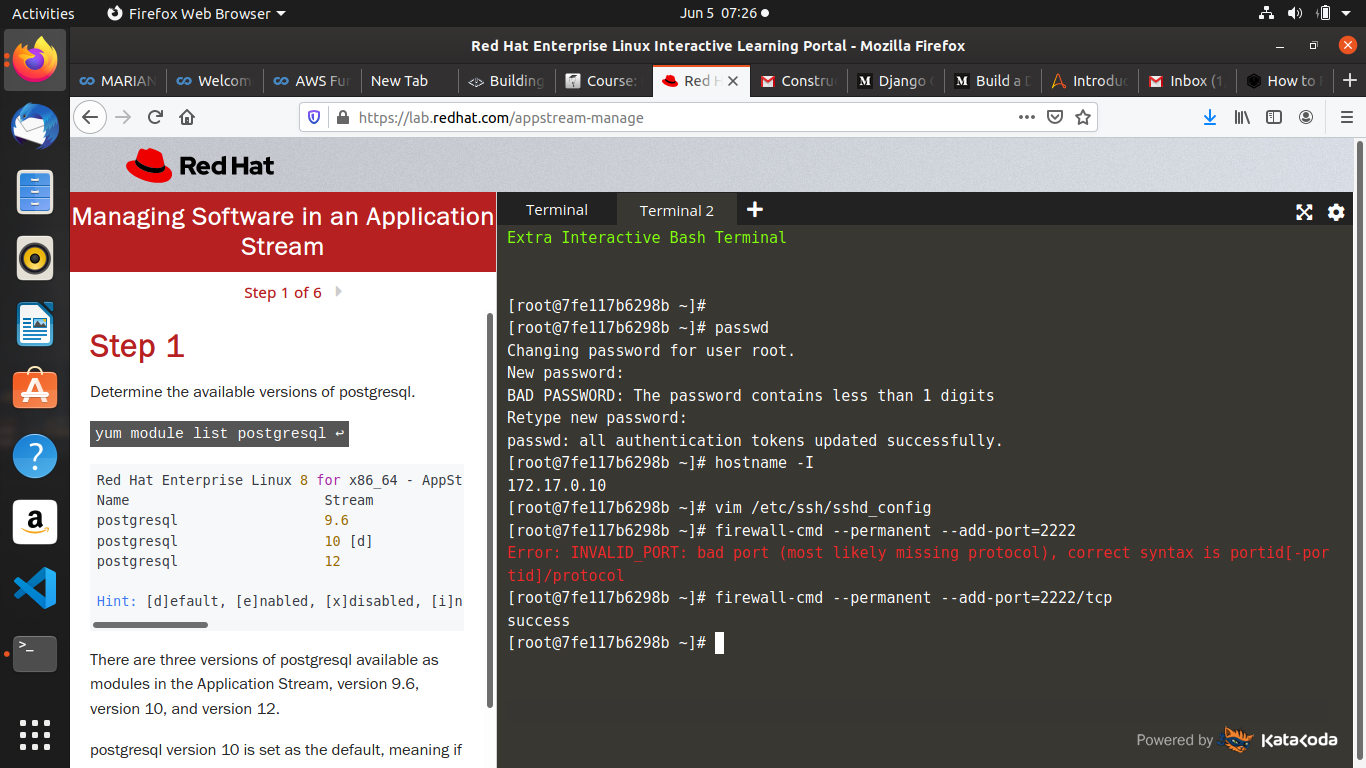 Activities
Firefox Web Browser
Jun 5 07:26
Red Hat Enterprise Linux Interactive Learning Portal - Mozilla Firefox
MARIAN
Welcom
AWS Fur
New Tab
Building
Course:
Red H
Constru
Django
Build a D
Introduc
Inbox (1
How to
https://lab.redhat.com/appstream-manage
Red Hat
Managing Software in an Application
Stream
Step 1 of 6
Step 1
Determine the available versions of postgresql.
yum module list postgresql ↩
Red Hat Enterprise Linux 8 for x86_64 - AppSt
Name Stream
postgresql 9.6
postgresql 10 [d]
postgresql 12
Hint: [d]efault, [e]nabled, [x]disabled, [i]n
There are three versions of postgresql available as
modules in the Application Stream, version 9.6,
version 10, and version 12.
postgresql version 10 is set as the default, meaning if
Terminal
Terminal 2
Extra Interactive Bash Terminal
[root@7fe117b6298b ~]#
[root@7fe117b6298b ~]# passwd
Changing password for user root.
New password:
BAD PASSWORD: The password contains less than 1 digits
Retype new password:
passwd: all authentication tokens updated successfully.
[root@7fe117b6298b ~]# hostname -I
172.17.0.10
[root@7fe117b6298b ~]# vim /etc/ssh/sshd_config
[root@7fe117b6298b ~]# firewall-cmd --permanent --add-port=2222
Error: INVALID_PORT: bad port (most likely missing protocol), correct syntax is portid[-por
tid]/protocol
[root@7fe117b6298b ~]# firewall-cmd --permanent --add-port=2222/tcp
success
[root@7fe117b6298b ~]#
Powered by KataKoda